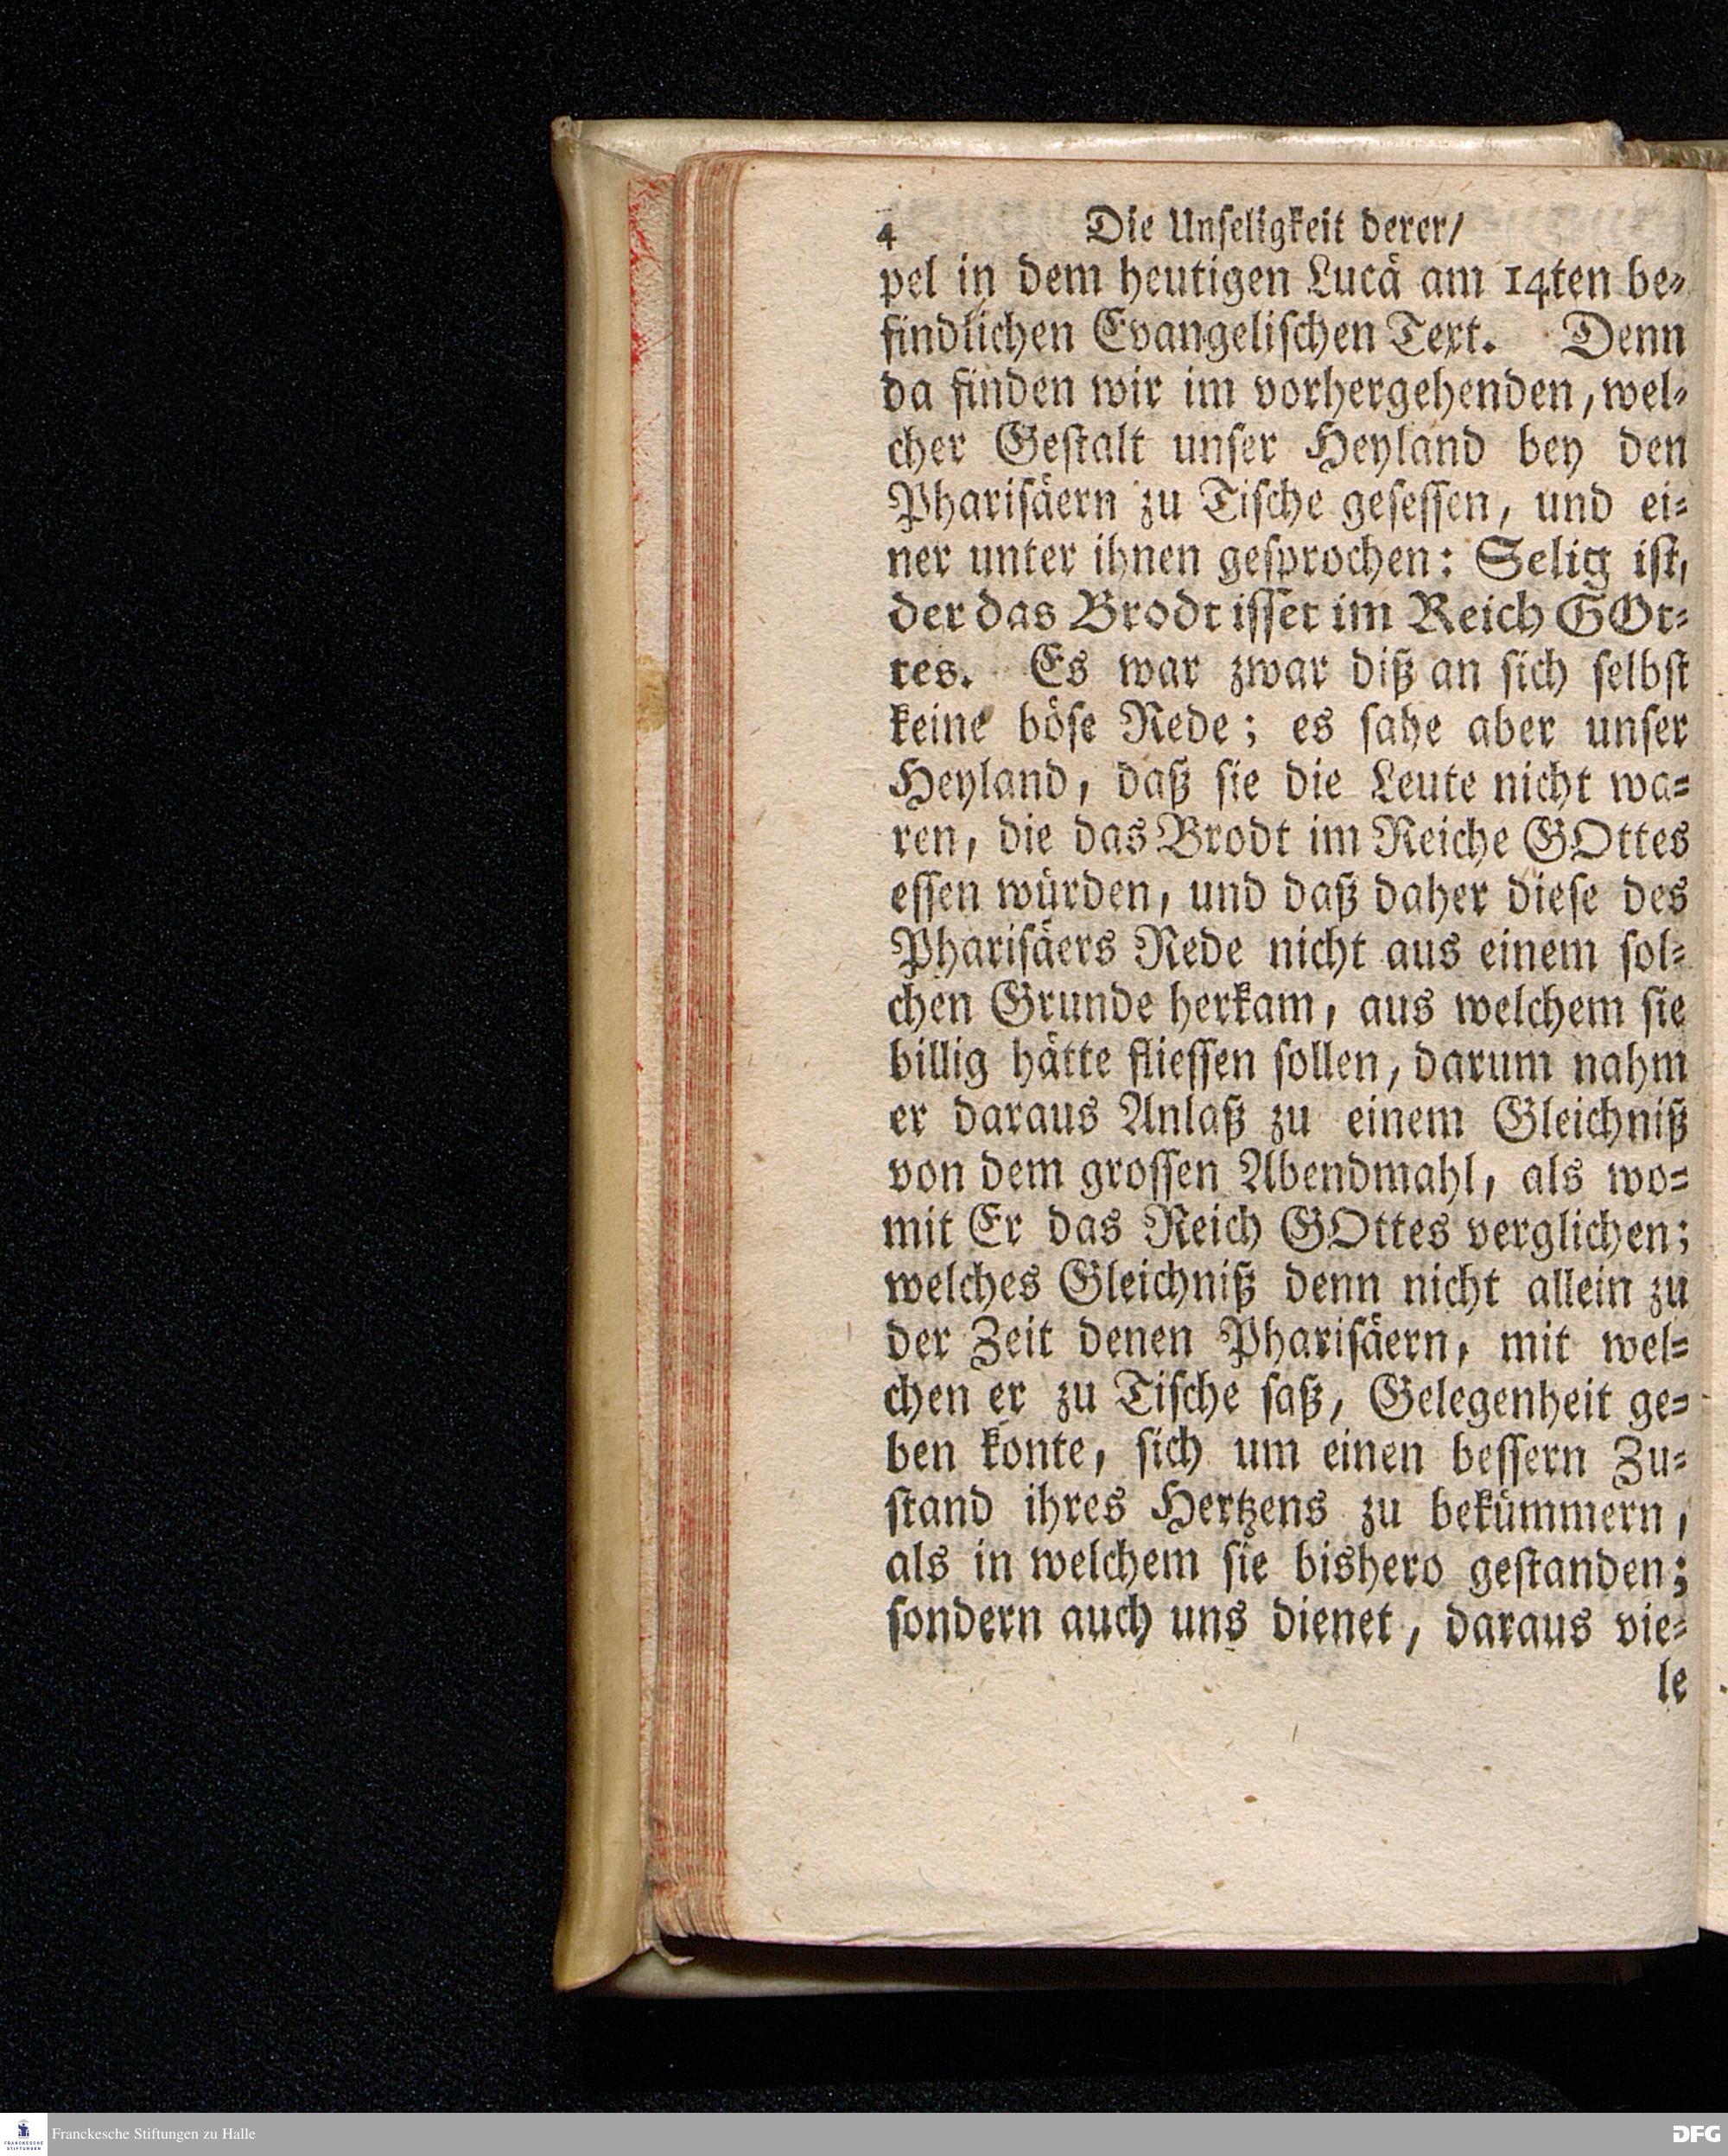 4 Die Unseligkeit derer/
pel in dem heutigen Lucä am 14ten be-
findlichen Evangelischen Text. Denn
da finden wir im vorhergehenden, wel-
cher Gestalt unser Heyland bey den
Pharisäern zu Tische gesessen, und ei-
ner unter ihnen gesprochen: Selig ist,
der das Brodt isset im Reich GOt-
tes. Es war zwar diß an sich selbst
keine böse Rede; es sahe aber unser
Heyland, daß sie die Leute nicht wa-
ren, die das Brodt im Reiche GOttes
essen würden, und daß daher diese des
Pharisäers Rede nicht aus einem sol-
chen Grunde herkam, aus welchem sie
billig hätte fliessen sollen, darum nahm
er daraus Anlaß zu einem Gleichniß
von dem grossen Abendmahl, als wo-
mit Er das Reich GOttes verglichen;
welches Gleichniß denn nicht allein zu
der Zeit denen Pharisäern, mit wel-
chen er zu Tische saß, Gelegenheit ge-
ben konte, sich um einen bessern Zu-
stand ihres Hertzens zu bekümmern,
als in welchem sie bishero gestanden;
sondern auch uns dienet, daraus vie-
le
FRANCKESCHE STIFTUNGEN
Franckesche Stiftungen zu Halle
DFG